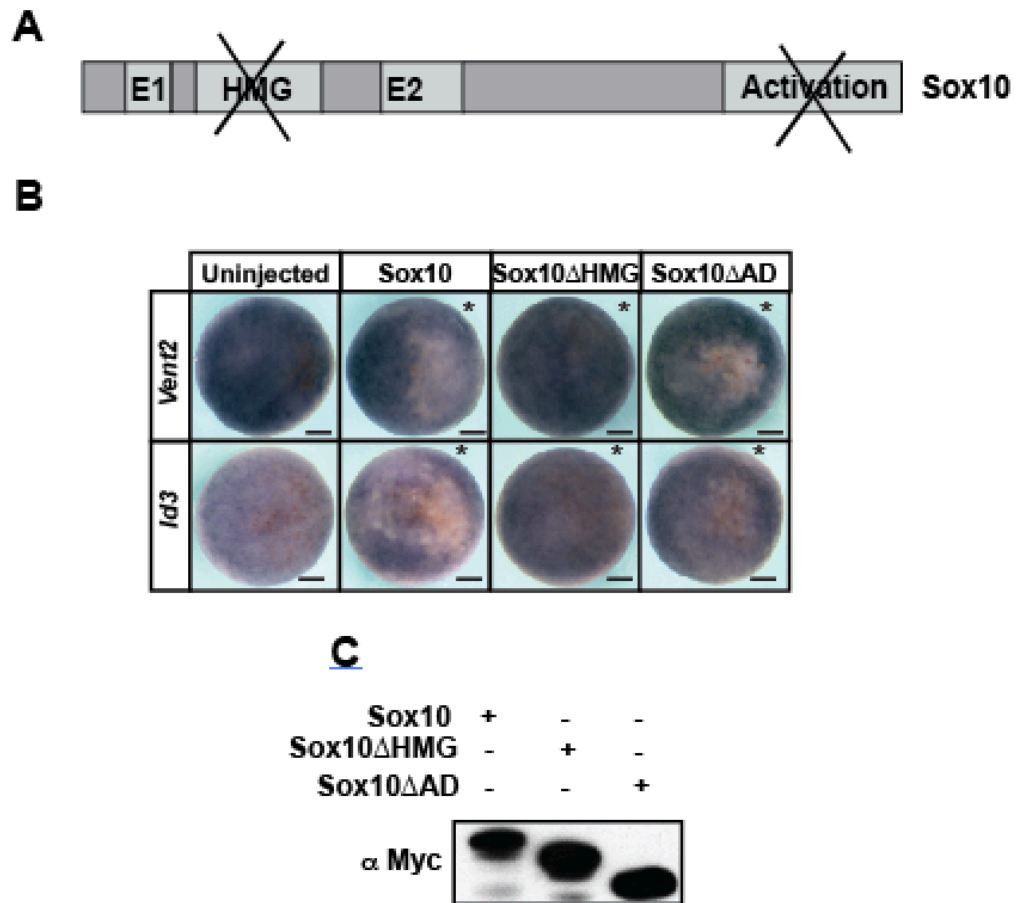 A
E1 HMG E2 Activation Sox10
B
Uninjected Sox10 Sox10ΔHMG Sox10ΔAD
Vent2 * * *
Id3 * * *
C
Sox10 + - -
Sox10ΔHMG - + -
Sox10ΔAD - - +
α Myc